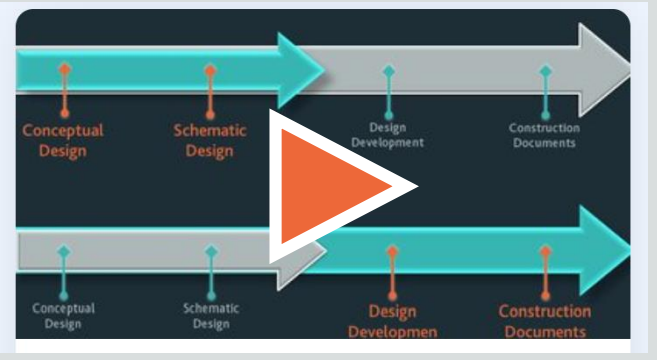 Conceptual
Design
Schematic
Design
Design
Development
Construction
Documents
Conceptual
Design
Schematic
Design
Design
Developmen
Construction
Documents